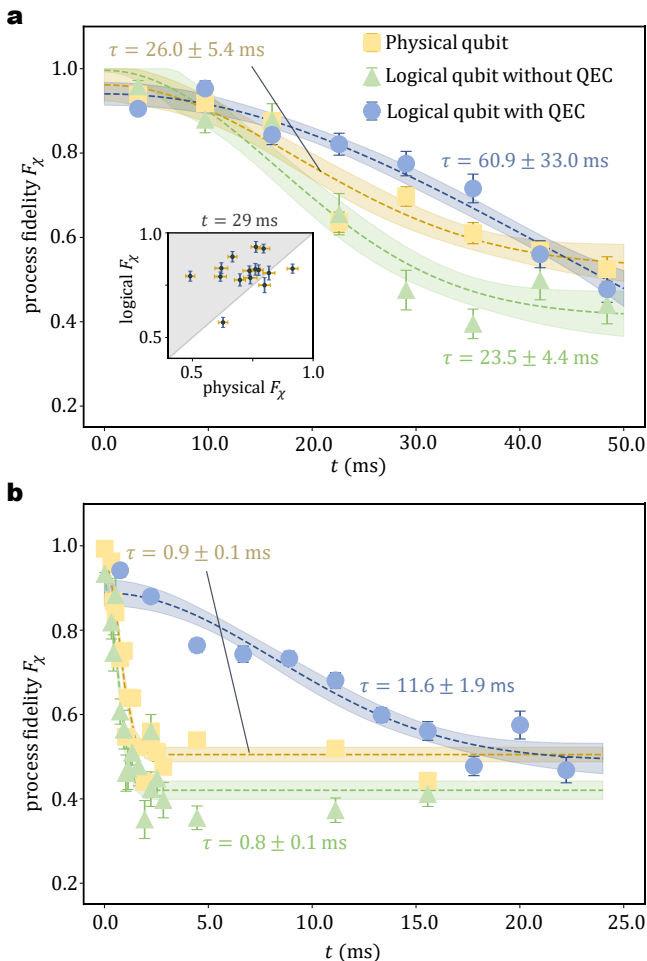 a
τ = 26.0 ± 5.4 ms
Physical qubit
Logical qubit without QEC
Logical qubit with QEC
τ = 60.9 ± 33.0 ms
τ = 23.5 ± 4.4 ms
process fidelity Fχ
1.0
0.8
0.6
0.4
0.2
t = 29 ms
logical Fχ
1.0
0.5
0.5
1.0
physical Fχ
0.0
10.0
20.0
30.0
40.0
50.0
t (ms)
b
τ = 0.9 ± 0.1 ms
τ = 11.6 ± 1.9 ms
τ = 0.8 ± 0.1 ms
process fidelity Fχ
1.0
0.8
0.6
0.4
0.2
0.0
5.0
10.0
15.0
20.0
25.0
t (ms)